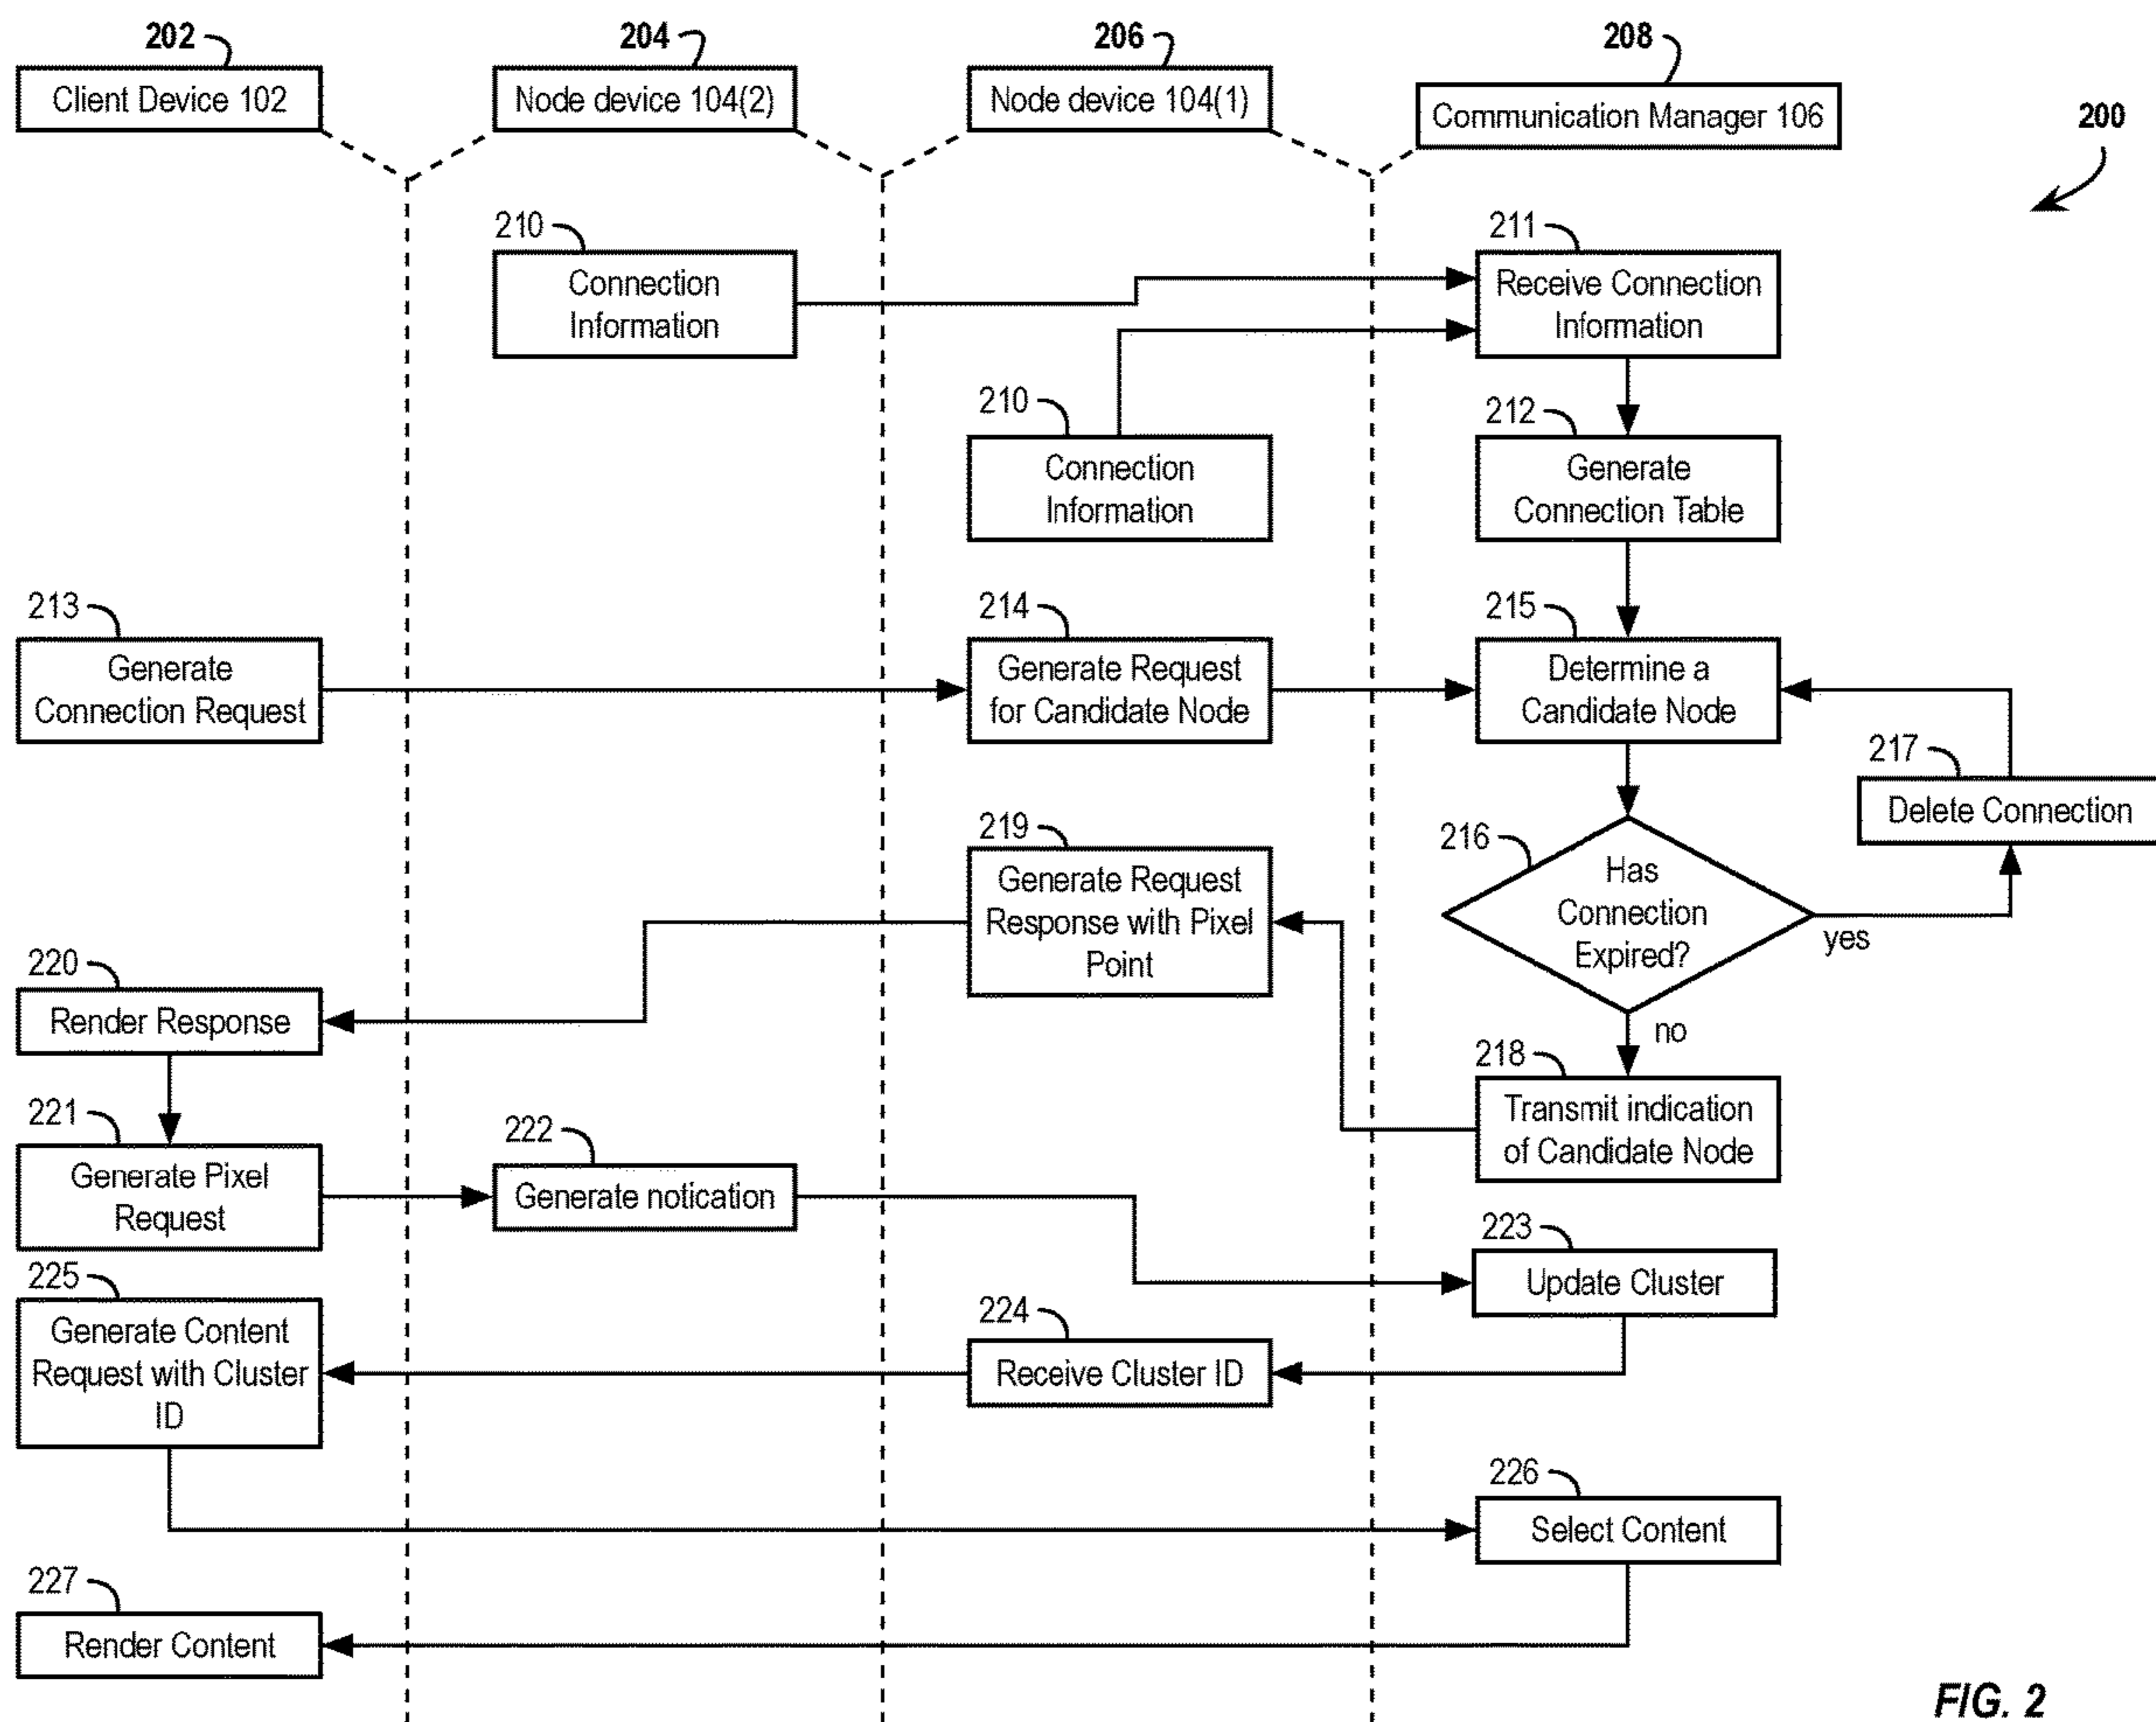 202
204
206
208
Client Device 102
Node device 104(2)
Node device 104(1)
Communication Manager 106
200
210
Connection
Information
211
Receive Connection
Information
210
Connection
Information
212
Generate
Connection Table
213
Generate
Connection Request
214
Generate Request
for Candidate Node
215
Determine a
Candidate Node
217
Delete Connection
216
Has
Connection
Expired?
yes
no
219
Generate Request
Response with Pixel
Point
218
Transmit indication
of Candidate Node
220
Render Response
221
Generate Pixel
Request
222
Generate notication
223
Update Cluster
224
Receive Cluster ID
225
Generate Content
Request with Cluster
ID
226
Select Content
227
Render Content
FIG. 2